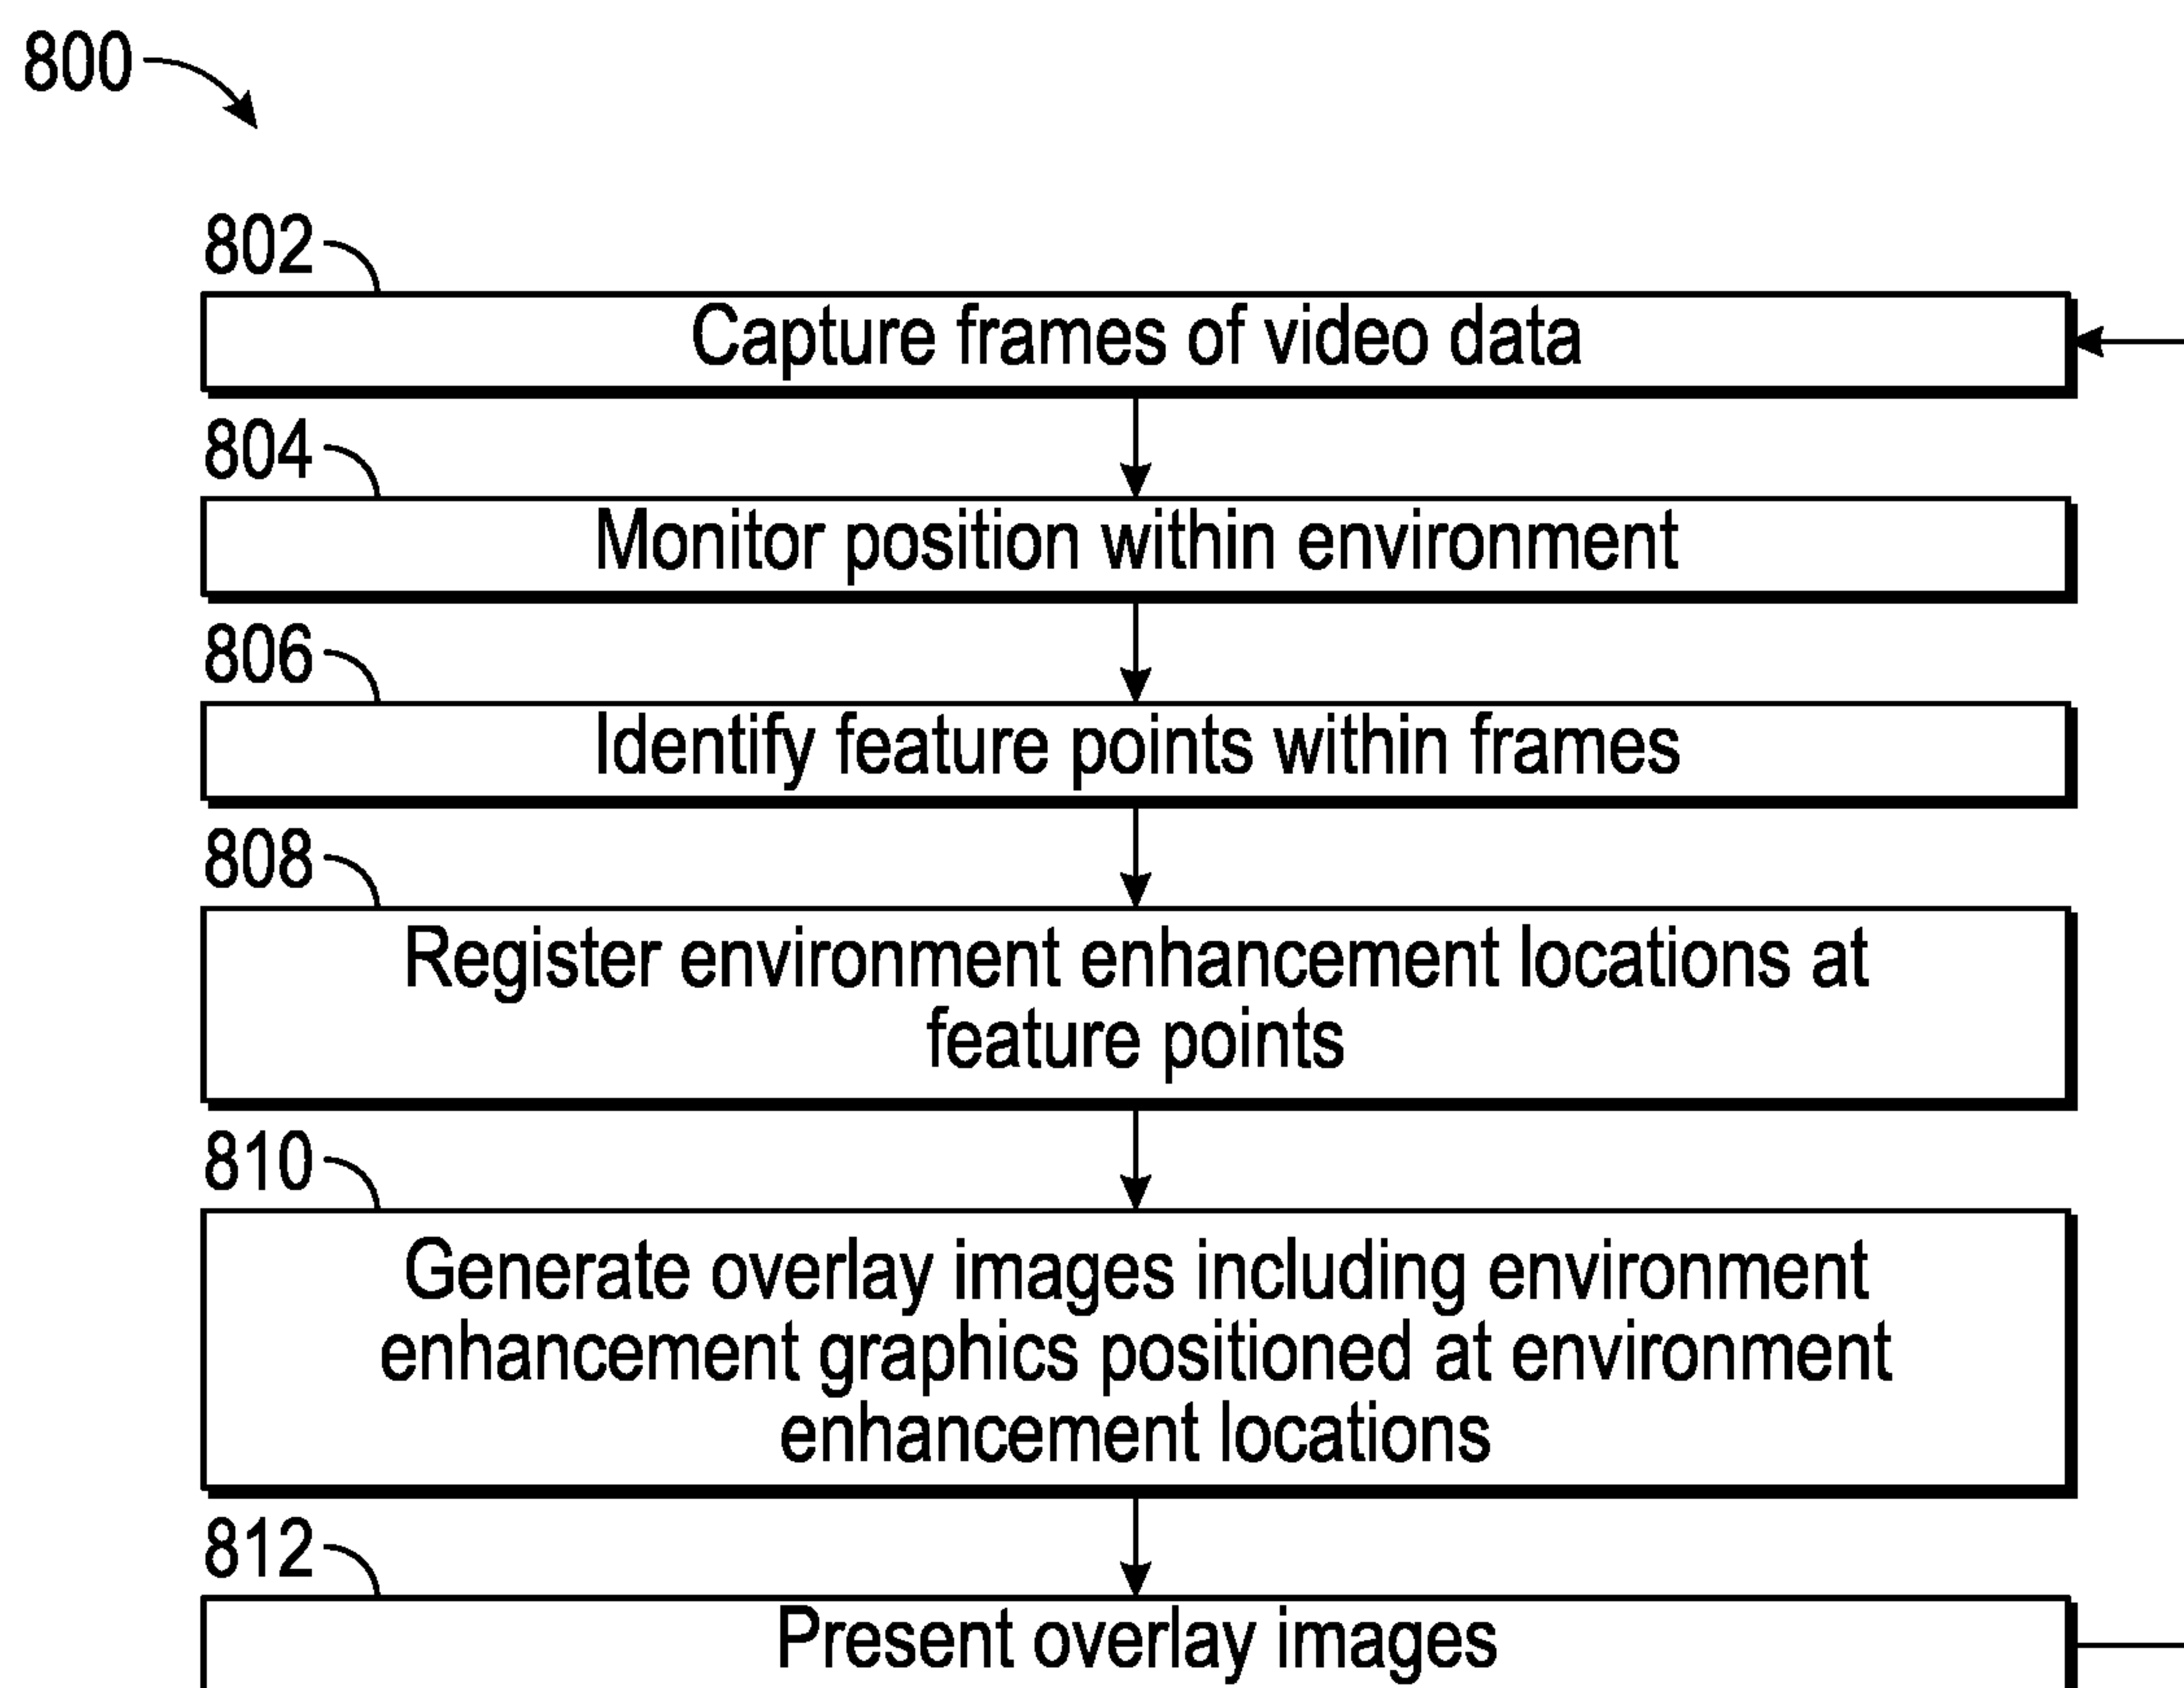 800
802
Capture frames of video data
804
Monitor position within environment
806
Identify feature points within frames
808
Register environment enhancement locations at
feature points
810
Generate overlay images including environment
enhancement graphics positioned at environment
enhancement locations
812
Present overlay images